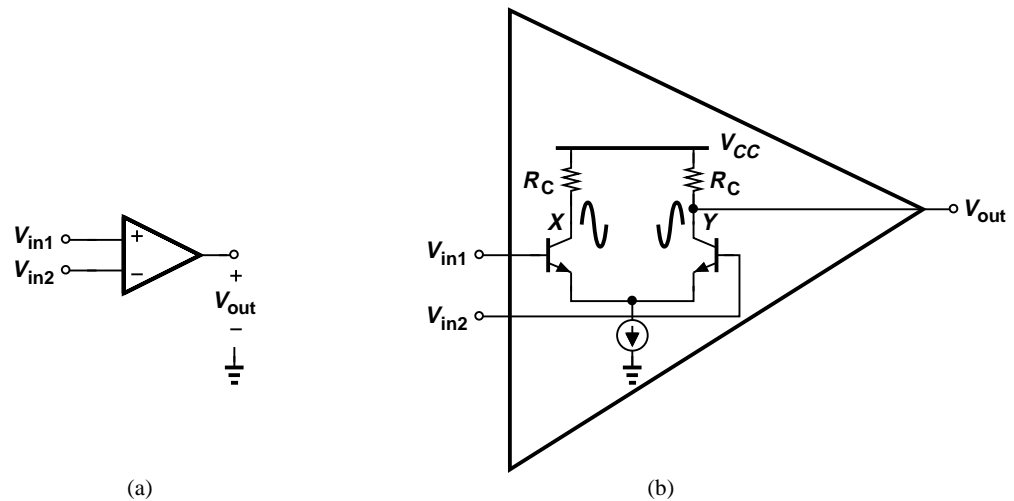 V_in1
V_in2
+
−
+
V_out
−
(a)
V_CC
R_C R_C
X Y
V_in1
V_in2
V_out
(b)